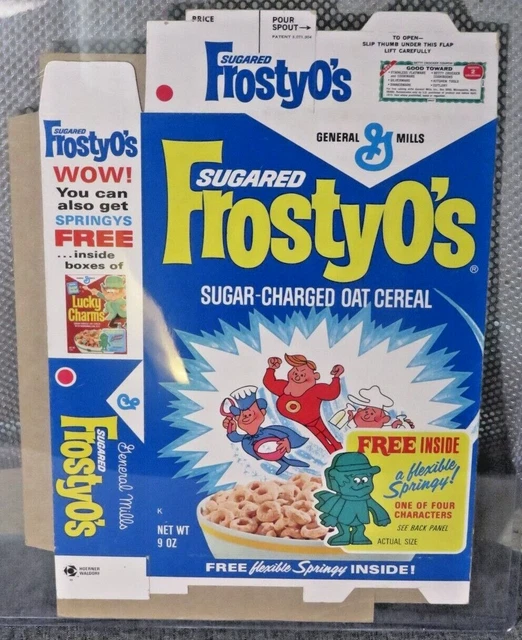 PRICE
POUR
SPOUT→
TO OPEN—
SLIP THUMB UNDER THIS FLAP
LIFT CAREFULLY
SUGARED
FrostyO's
GOOD TOWARD
GENERAL G MILLS
SUGARED
FrostyO's
®
SUGAR-CHARGED OAT CEREAL
SUGARED
FrostyO's
WOW!
You can
also get
SPRINGYS
FREE
...inside
boxes of
Lucky
Charms
SUGARED
FrostyO's
General Mills
HOERNER
WALDORF
K
NET WT
9 OZ
FREE INSIDE
a flexible
Springy!
ONE OF FOUR
CHARACTERS
SEE BACK PANEL
ACTUAL SIZE
FREE flexible Springy INSIDE!